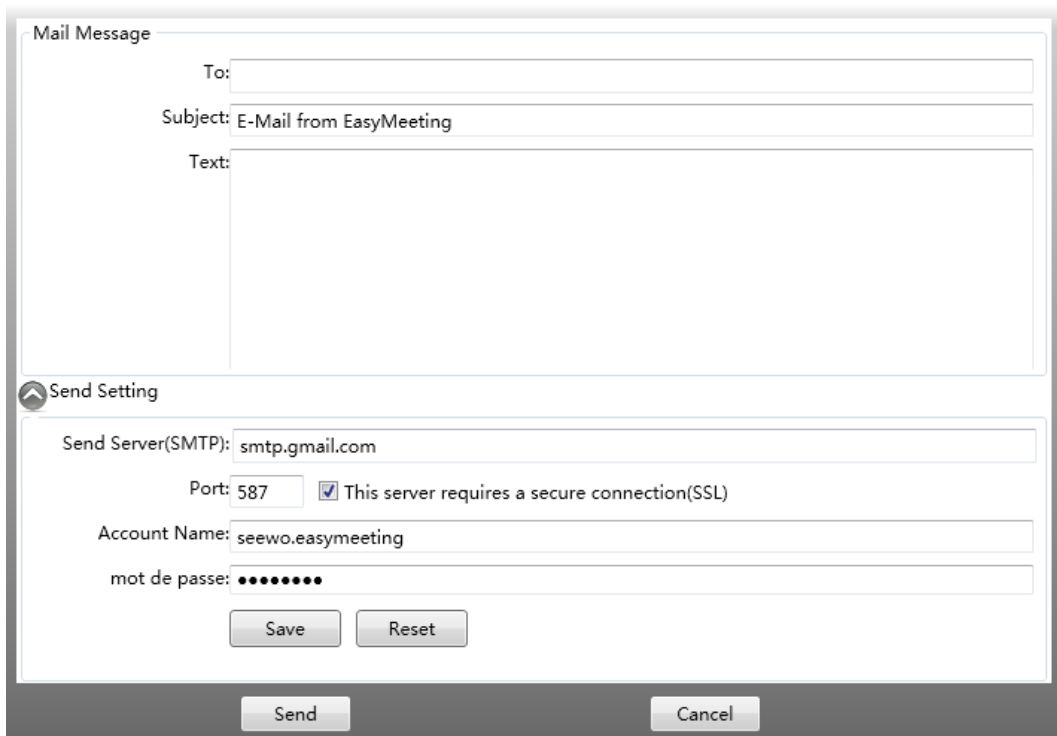 Mail Message
To:
Subject: E-Mail from EasyMeeting
Text:
Send Setting
Send Server(SMTP): smtp.gmail.com
Port: 587 This server requires a secure connection(SSL)
Account Name: seewo.easymeeting
mot de passe: ●●●●●●●●
Save Reset
Send Cancel